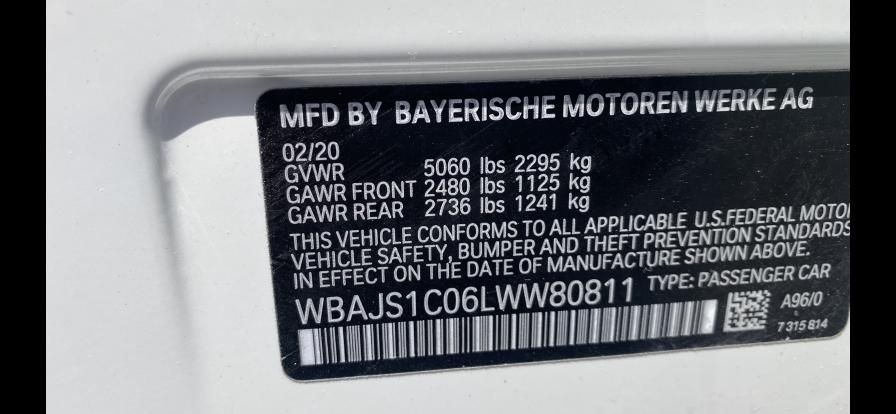 MFD BY BAYERISCHE MOTOREN WERKE AG
02/20
GVWR 5060 lbs 2295 kg
GAWR FRONT 2480 lbs 1125 kg
GAWR REAR 2736 lbs 1241 kg
THIS VEHICLE CONFORMS TO ALL APPLICABLE U.S.FEDERAL MOTO
VEHICLE SAFETY, BUMPER AND THEFT PREVENTION STANDARDS
IN EFFECT ON THE DATE OF MANUFACTURE SHOWN ABOVE.
WBAJS1C06LWW80811 TYPE: PASSENGER CAR
A96/0
7 315 814